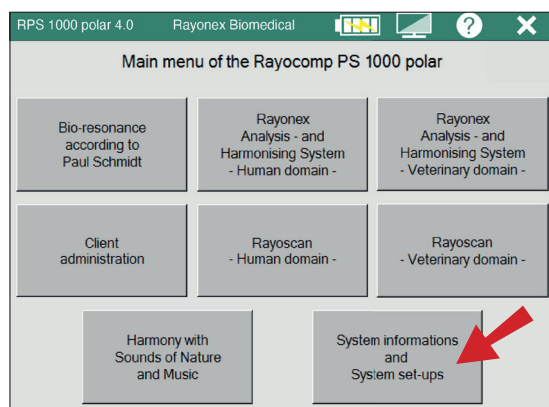 RPS 1000 polar 4.0 Rayonex Biomedical ?
Main menu of the Rayocomp PS 1000 polar
Bio-resonance
according to
Paul Schmidt
Rayonex
Analysis - and
Harmonising System
- Human domain -
Rayonex
Analysis - and
Harmonising System
- Veterinary domain -
Client
administration
Rayoscan
- Human domain -
Rayoscan
- Veterinary domain -
Harmony with
Sounds of Nature
and Music
System informations
and
System set-ups